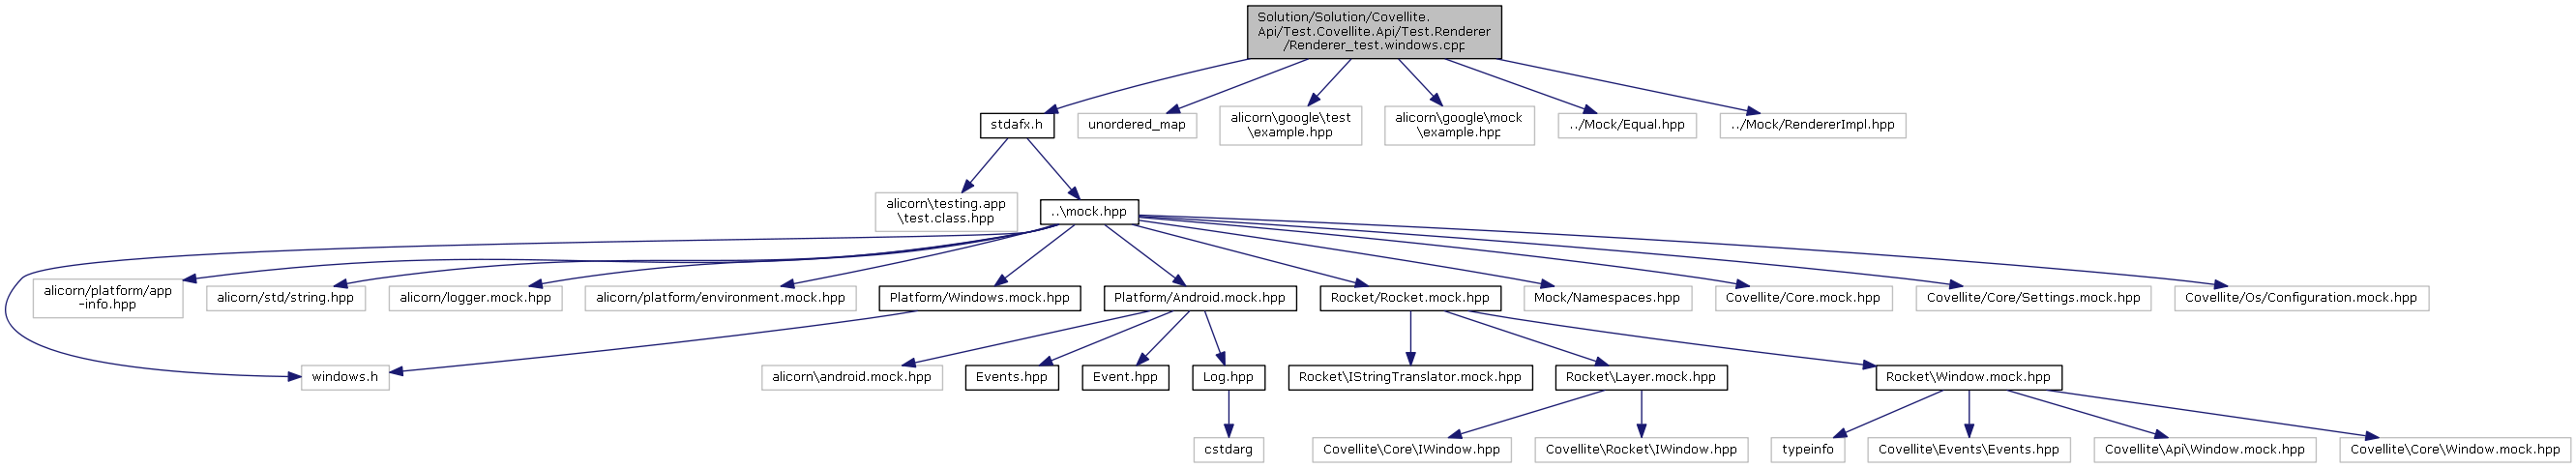 Solution/Solution/Covellite.
Api/Test.Covellite.Api/Test.Renderer
/Renderer_test.windows.cpp
stdafx.h
unordered_map
alicorn\google\test
\example.hpp
alicorn\google\mock
\example.hpp
../Mock/Equal.hpp
../Mock/RendererImpl.hpp
alicorn\testing.app
\test.class.hpp
..\mock.hpp
alicorn/platform/app
-info.hpp
alicorn/std/string.hpp
alicorn/logger.mock.hpp
alicorn/platform/environment.mock.hpp
Platform/Windows.mock.hpp
Platform/Android.mock.hpp
Rocket/Rocket.mock.hpp
Mock/Namespaces.hpp
Covellite/Core.mock.hpp
Covellite/Core/Settings.mock.hpp
Covellite/Os/Configuration.mock.hpp
windows.h
alicorn\android.mock.hpp
Events.hpp
Event.hpp
Log.hpp
Rocket\IStringTranslator.mock.hpp
Rocket\Layer.mock.hpp
Rocket\Window.mock.hpp
cstdarg
Covellite\Core\IWindow.hpp
Covellite\Rocket\IWindow.hpp
typeinfo
Covellite\Events\Events.hpp
Covellite\Api\Window.mock.hpp
Covellite\Core\Window.mock.hpp